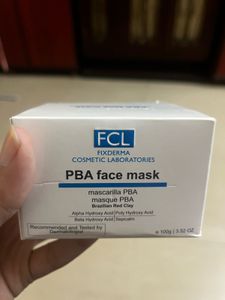 FCL
FIXDERMA
COSMETIC LABORATORIES
PBA face mask
mascarilla PBA
masque PBA
Brazilian Red Clay
Alpha Hydroxy Acid | Poly Hydroxy Acid
Beta Hydroxy Acid | Sepicalm
Recommended and Tested by
Dermatologist
e 100g | 3.52 OZ